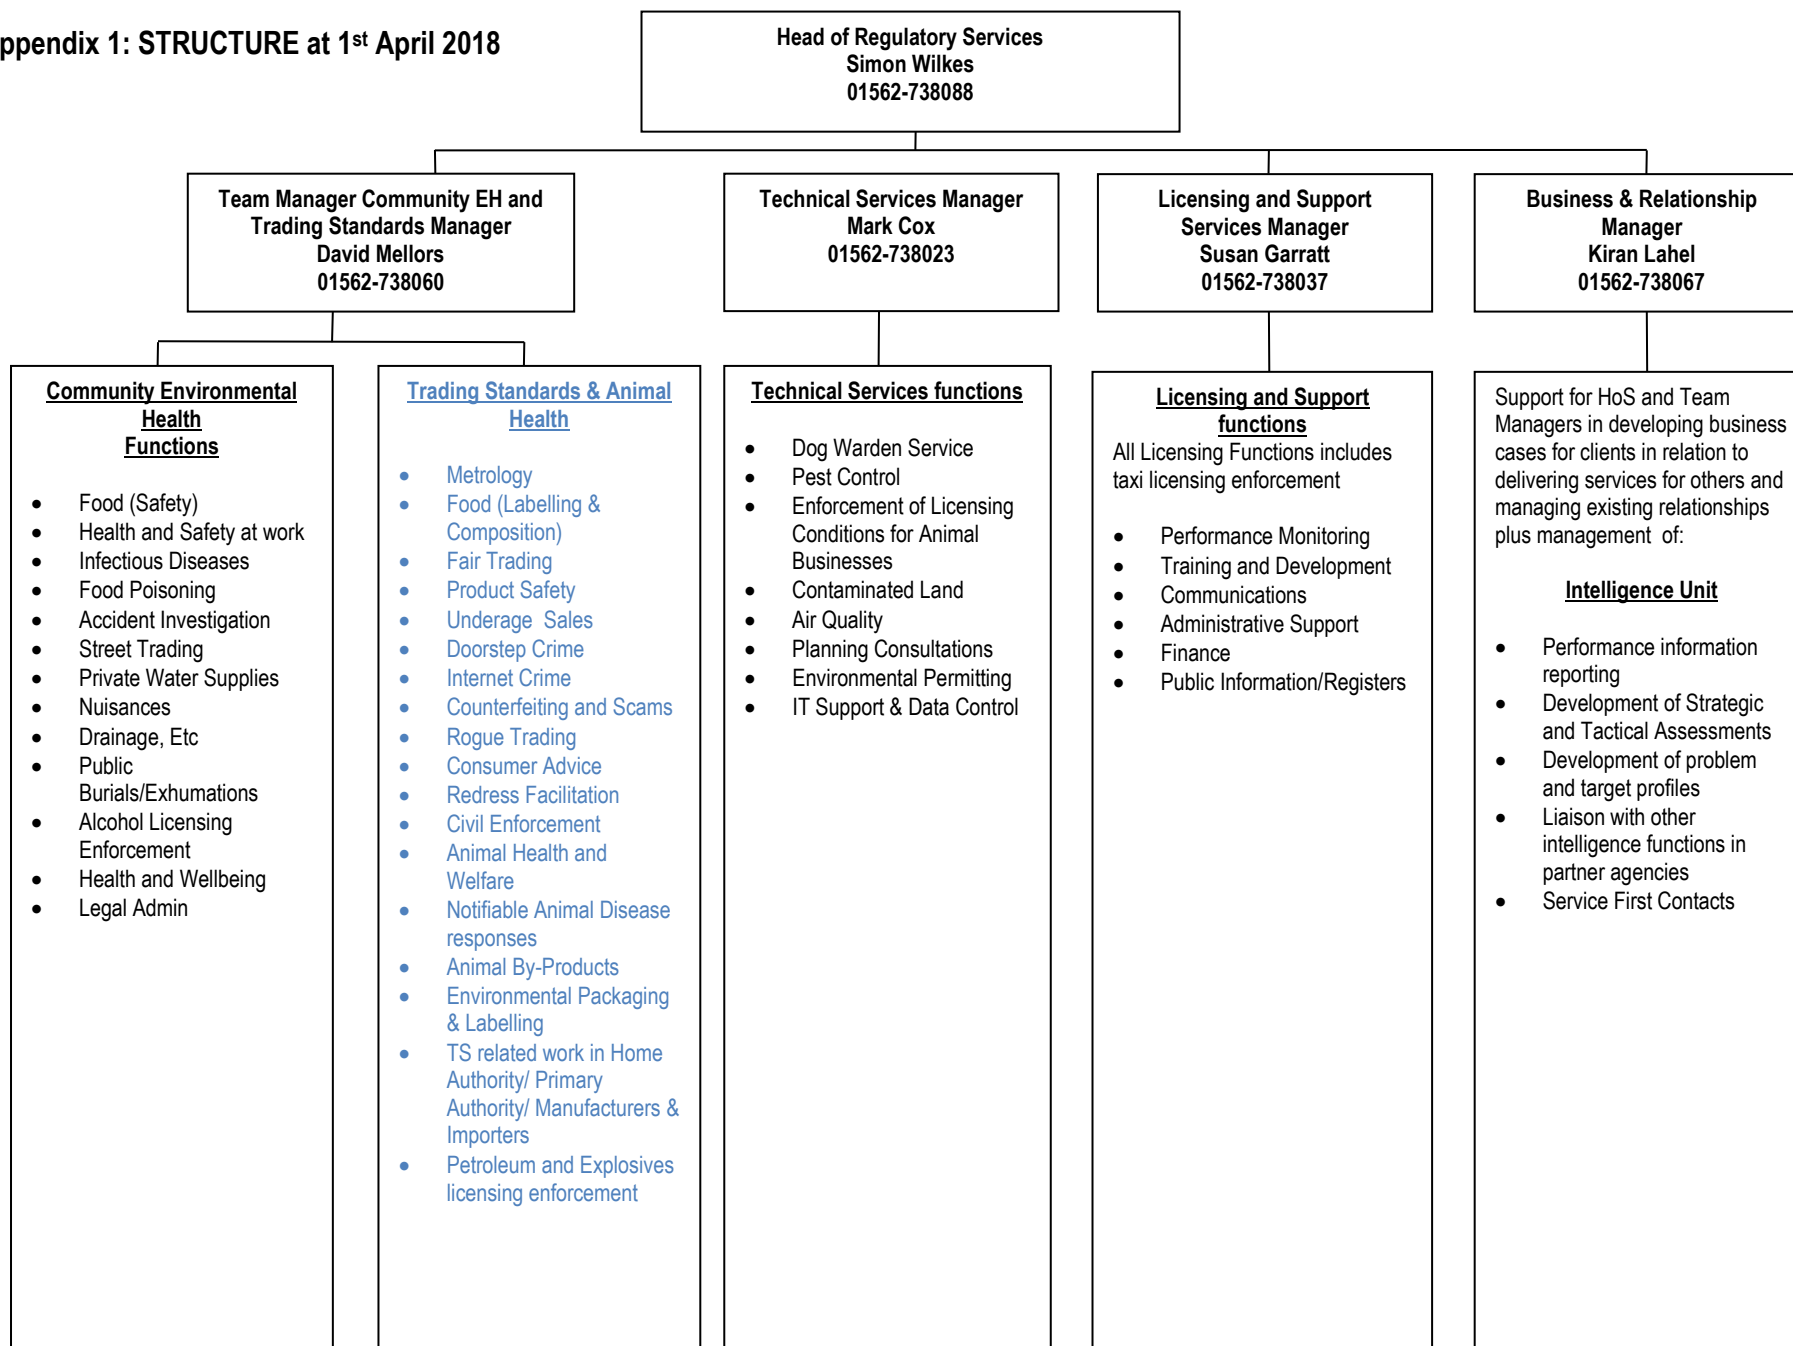 ppendix 1: STRUCTURE at 1st April 2018
Head of Regulatory Services
Simon Wilkes
01562-738088
Team Manager Community EH and
Trading Standards Manager
David Mellors
01562-738060
Technical Services Manager
Mark Cox
01562-738023
Licensing and Support
Services Manager
Susan Garratt
01562-738037
Business & Relationship
Manager
Kiran Lahel
01562-738067
Community Environmental
Health
Functions
• Food (Safety)
• Health and Safety at work
• Infectious Diseases
• Food Poisoning
• Accident Investigation
• Street Trading
• Private Water Supplies
• Nuisances
• Drainage, Etc
• Public
Burials/Exhumations
• Alcohol Licensing
Enforcement
• Health and Wellbeing
• Legal Admin
Trading Standards & Animal
Health
• Metrology
• Food (Labelling &
Composition)
• Fair Trading
• Product Safety
• Underage  Sales
• Doorstep Crime
• Internet Crime
• Counterfeiting and Scams
• Rogue Trading
• Consumer Advice
• Redress Facilitation
• Civil Enforcement
• Animal Health and
Welfare
• Notifiable Animal Disease
responses
• Animal By-Products
• Environmental Packaging
& Labelling
• TS related work in Home
Authority/ Primary
Authority/ Manufacturers &
Importers
• Petroleum and Explosives
licensing enforcement
Technical Services functions
• Dog Warden Service
• Pest Control
• Enforcement of Licensing
Conditions for Animal
Businesses
• Contaminated Land
• Air Quality
• Planning Consultations
• Environmental Permitting
• IT Support & Data Control
Licensing and Support
functions
All Licensing Functions includes
taxi licensing enforcement
• Performance Monitoring
• Training and Development
• Communications
• Administrative Support
• Finance
• Public Information/Registers
Support for HoS and Team
Managers in developing business
cases for clients in relation to
delivering services for others and
managing existing relationships
plus management  of:
Intelligence Unit
• Performance information
reporting
• Development of Strategic
and Tactical Assessments
• Development of problem
and target profiles
• Liaison with other
intelligence functions in
partner agencies
• Service First Contacts